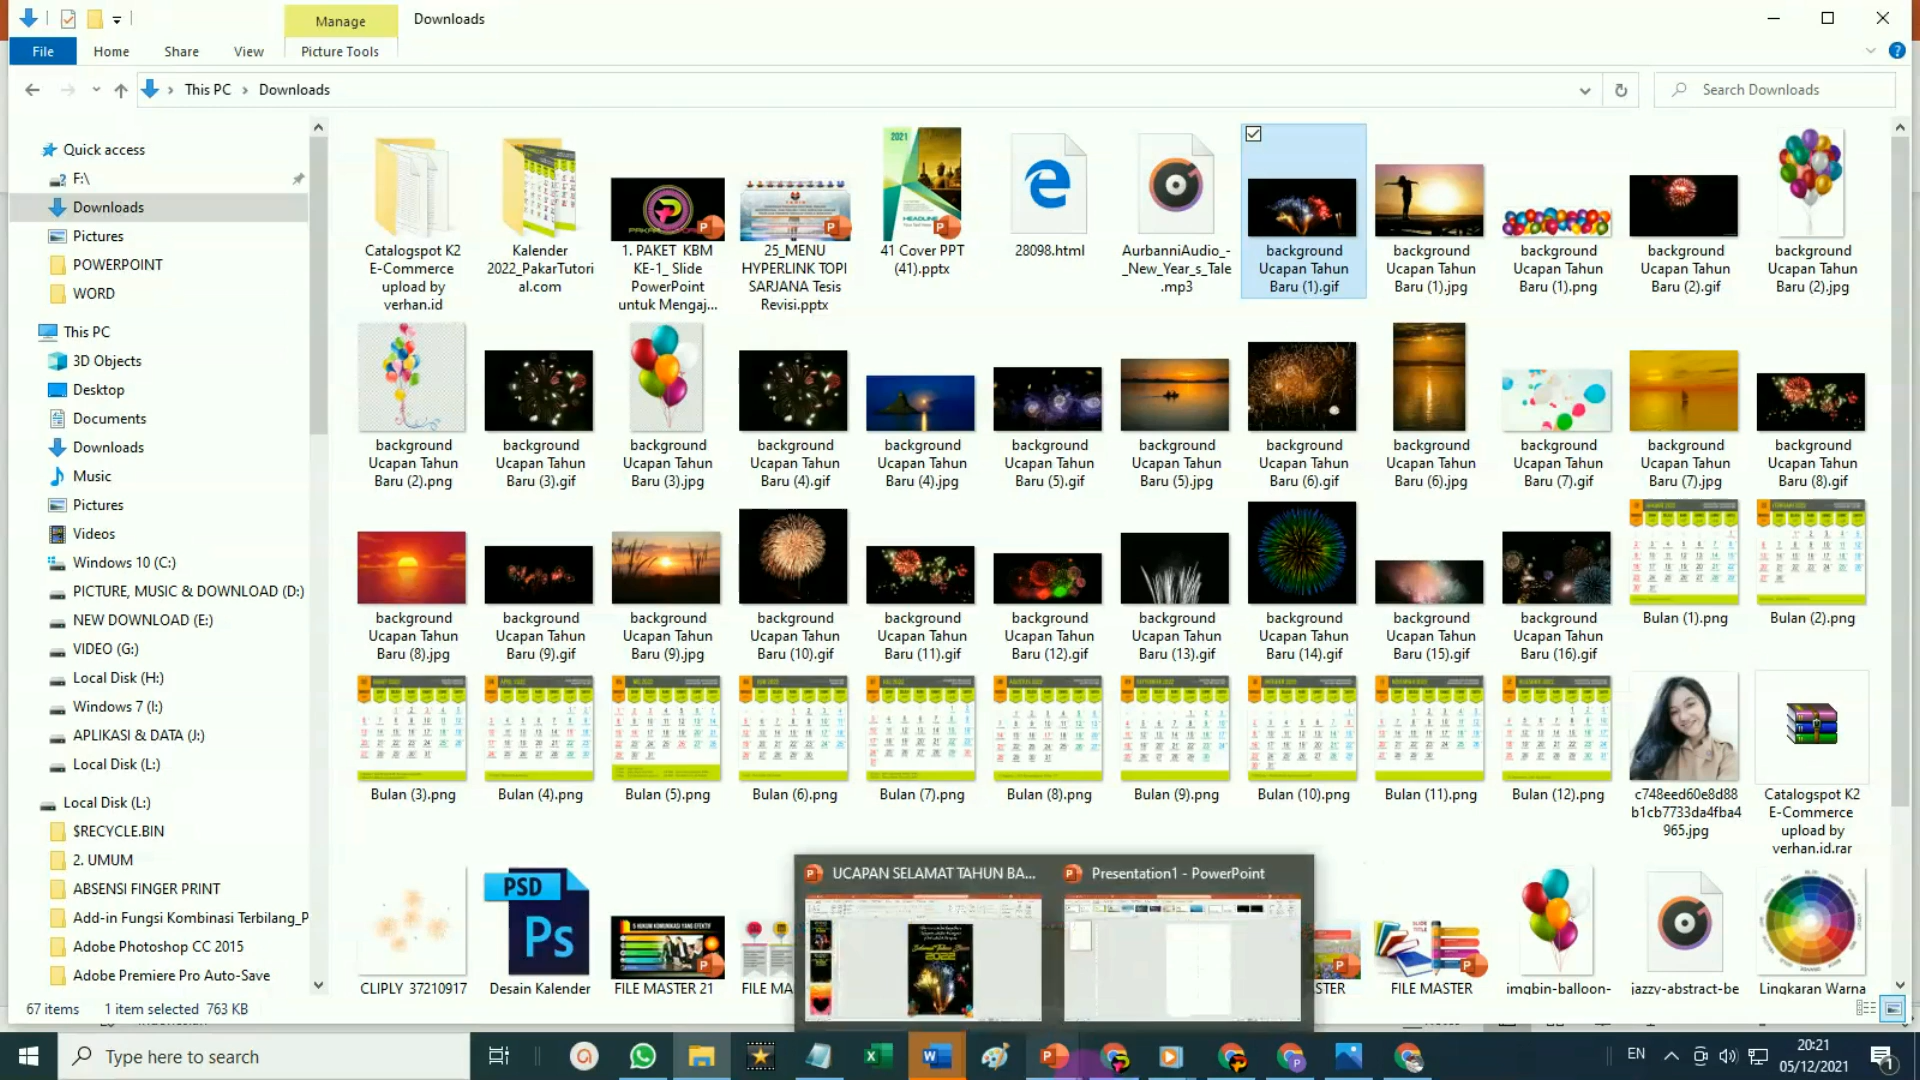 Manage
Downloads
File
Home
Share
View
Picture Tools
This PC
Downloads
Search Downloads
Quick access
F:\
Downloads
Pictures
POWERPOINT
WORD
This PC
3D Objects
Desktop
Documents
Downloads
Music
Pictures
Videos
Windows 10 (C:)
PICTURE, MUSIC & DOWNLOAD (D:)
NEW DOWNLOAD (E:)
VIDEO (G:)
Local Disk (H:)
Windows 7 (I:)
APLIKASI & DATA (J:)
Local Disk (L:)
Local Disk (L:)
$RECYCLE.BIN
2. UMUM
ABSENSI FINGER PRINT
Add-in Fungsi Kombinasi Terbilang_P
Adobe Photoshop CC 2015
Adobe Premiere Pro Auto-Save
2021
HEADLINE
Catalogspot K2
E-Commerce
upload by
verhan.id
Kalender
2022_PakarTutori
al.com
1. PAKET KBM
KE-1_ Slide
PowerPoint
untuk Mengaj...
25_MENU
HYPERLINK TOPI
SARJANA Tesis
Revisi.pptx
41 Cover PPT
(41).pptx
28098.html
AurbanniAudio_-
_New_Year_s_Tale
.mp3
background
Ucapan Tahun
Baru (1).gif
background
Ucapan Tahun
Baru (1).jpg
background
Ucapan Tahun
Baru (1).png
background
Ucapan Tahun
Baru (2).gif
background
Ucapan Tahun
Baru (2).jpg
background
Ucapan Tahun
Baru (2).png
background
Ucapan Tahun
Baru (3).gif
background
Ucapan Tahun
Baru (3).jpg
background
Ucapan Tahun
Baru (4).gif
background
Ucapan Tahun
Baru (4).jpg
background
Ucapan Tahun
Baru (5).gif
background
Ucapan Tahun
Baru (5).jpg
background
Ucapan Tahun
Baru (6).gif
background
Ucapan Tahun
Baru (6).jpg
background
Ucapan Tahun
Baru (7).gif
background
Ucapan Tahun
Baru (7).jpg
background
Ucapan Tahun
Baru (8).gif
background
Ucapan Tahun
Baru (8).jpg
background
Ucapan Tahun
Baru (9).gif
background
Ucapan Tahun
Baru (9).jpg
background
Ucapan Tahun
Baru (10).gif
background
Ucapan Tahun
Baru (11).gif
background
Ucapan Tahun
Baru (12).gif
background
Ucapan Tahun
Baru (13).gif
background
Ucapan Tahun
Baru (14).gif
background
Ucapan Tahun
Baru (15).gif
background
Ucapan Tahun
Baru (16).gif
Bulan (1).png
Bulan (2).png
Bulan (3).png
Bulan (4).png
Bulan (5).png
Bulan (6).png
Bulan (7).png
Bulan (8).png
Bulan (9).png
Bulan (10).png
Bulan (11).png
Bulan (12).png
c748eed60e8d88
b1cb7733da4fba4
965.jpg
Catalogspot K2
E-Commerce
upload by
verhan.id.rar
PSD
Ps
5 HUKUM KOMUNIKASI YANG EFEKTIF
UCAPAN SELAMAT TAHUN BA...
Presentation1 - PowerPoint
Selamat Tahun Baru
2022
CLIPLY 37210917
Desain Kalender
FILE MASTER 21
FILE MA
STER
FILE MASTER
imgbin-balloon-
jazzy-abstract-be
Lingkaran Warna
67 items
1 item selected 763 KB
Type here to search
EN
20:21
05/12/2021
1